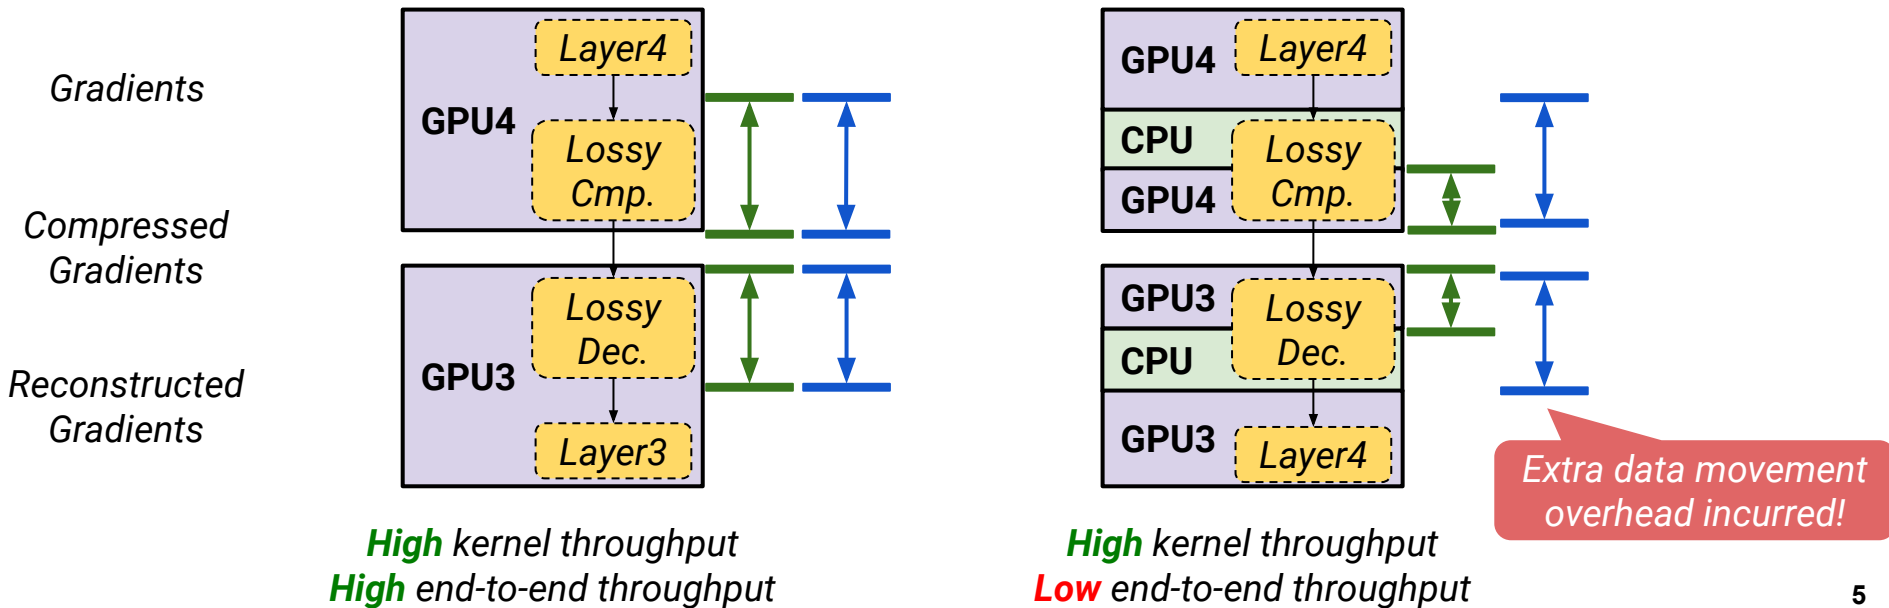 Gradients
Compressed
Gradients
Reconstructed
Gradients
GPU4
Layer4
Lossy
Cmp.
GPU3
Lossy
Dec.
Layer3
High kernel throughput
High end-to-end throughput
GPU4
Layer4
CPU
GPU4
Lossy
Cmp.
GPU3
CPU
Lossy
Dec.
GPU3
Layer4
Extra data movement
overhead incurred!
High kernel throughput
Low end-to-end throughput
5